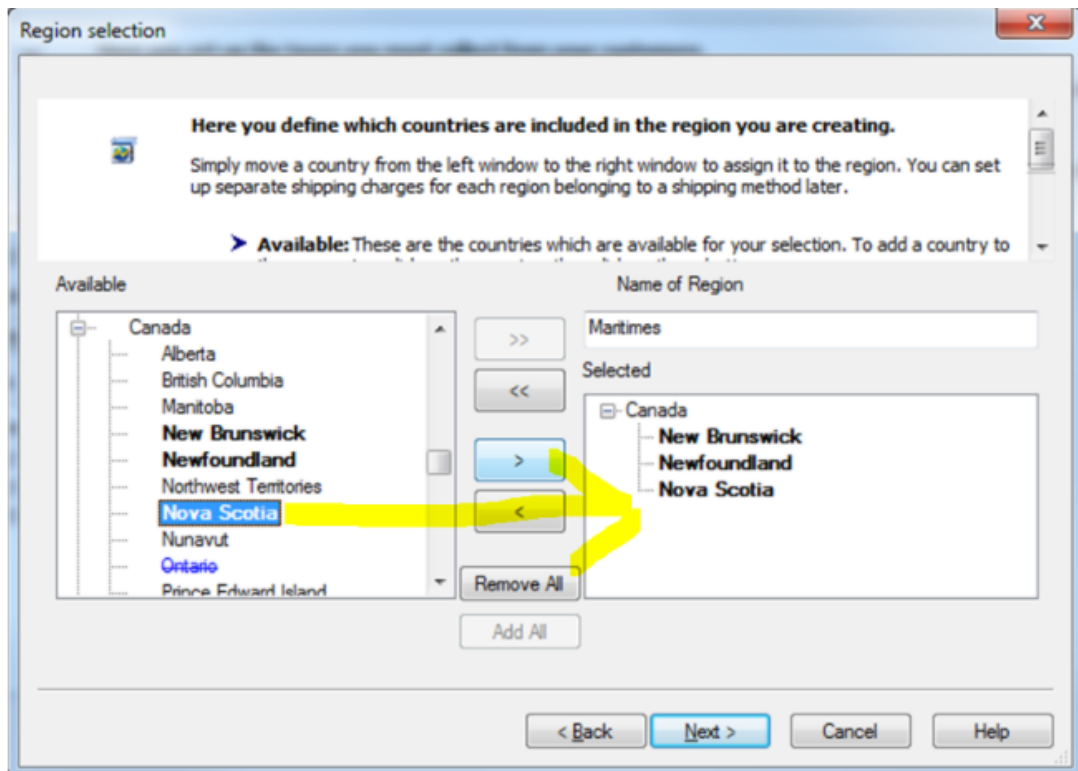 Region selection
Here you define which countries are included in the region you are creating.
Simply move a country from the left window to the right window to assign it to the region. You can set
up separate shipping charges for each region belonging to a shipping method later.
Available: These are the countries which are available for your selection. To add a country to
Available
Name of Region
Canada
Alberta
British Columbia
Manitoba
New Brunswick
Newfoundland
Northwest Territories
Nova Scotia
Nunavut
Ontario
Prince Edward Island
>>
<<
>
<
Remove All
Add All
Maritimes
Selected
Canada
New Brunswick
Newfoundland
Nova Scotia
< Back
Next >
Cancel
Help